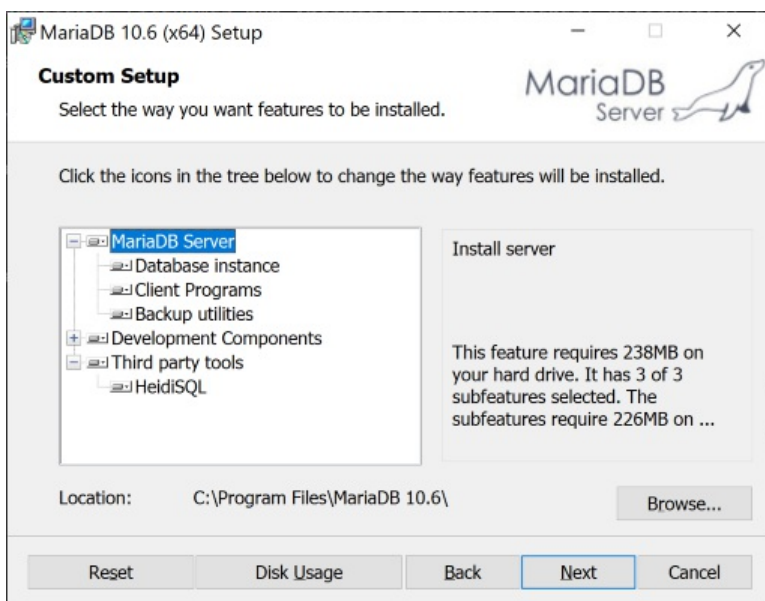 MariaDB 10.6 (x64) Setup
Custom Setup
Select the way you want features to be installed.
MariaDB
Server
Click the icons in the tree below to change the way features will be installed.
MariaDB Server
Database instance
Client Programs
Backup utilities
Development Components
Third party tools
HeidiSQL
Install server
This feature requires 238MB on
your hard drive. It has 3 of 3
subfeatures selected. The
subfeatures require 226MB on ...
Location: C:\Program Files\MariaDB 10.6\
Browse...
Reset Disk Usage Back Next Cancel